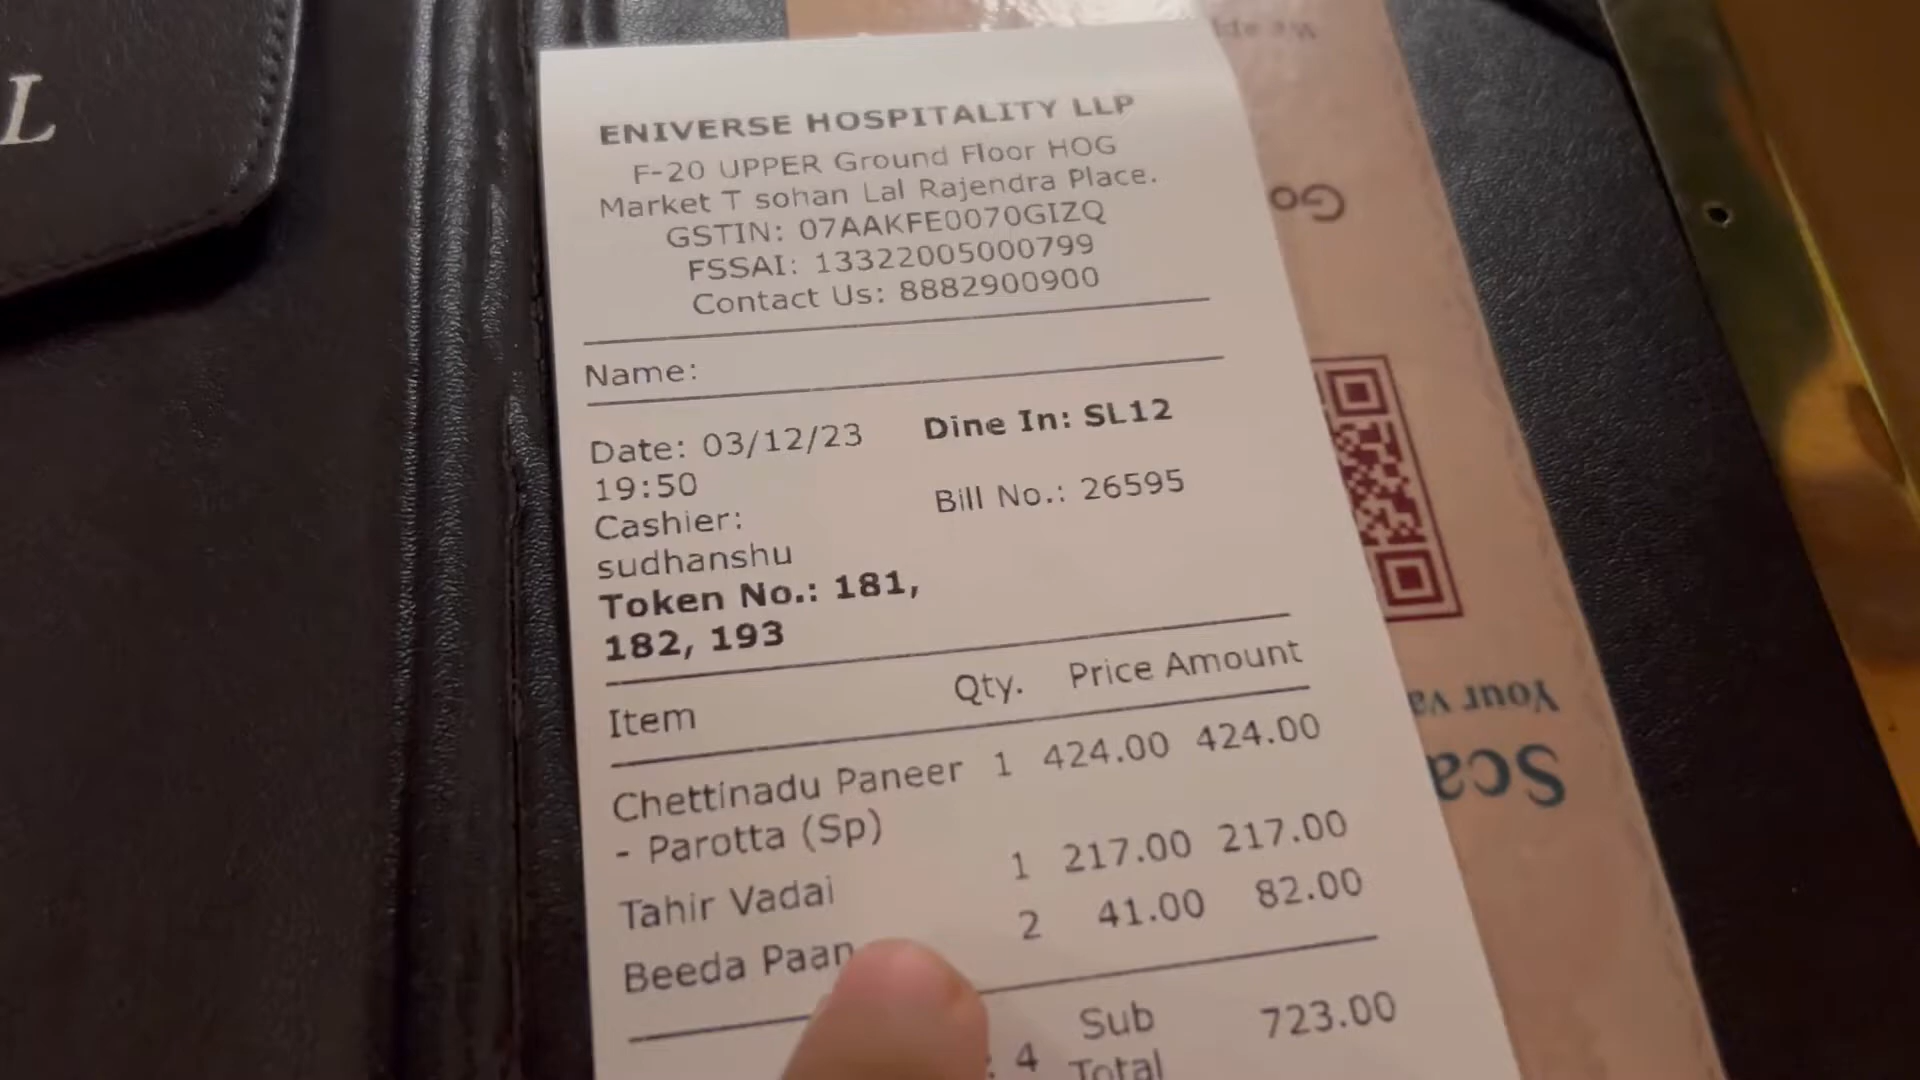 L
ENIVERSE HOSPITALITY LLP
F-20 UPPER Ground Floor HOG
Market T sohan Lal Rajendra Place.
GSTIN: 07AAKFE0070GIZQ
FSSAI: 13322005000799
Contact Us: 8882900900
Name:
Date: 03/12/23 Dine In: SL12
19:50
Cashier: Bill No.: 26595
sudhanshu
Token No.: 181,
182, 193
Item Qty. Price Amount
Chettinadu Paneer 1 424.00 424.00
- Parotta (Sp)
Tahir Vadai 1 217.00 217.00
Beeda Paan 2 41.00 82.00
: 4 Sub 723.00
Total
We
Go
Your